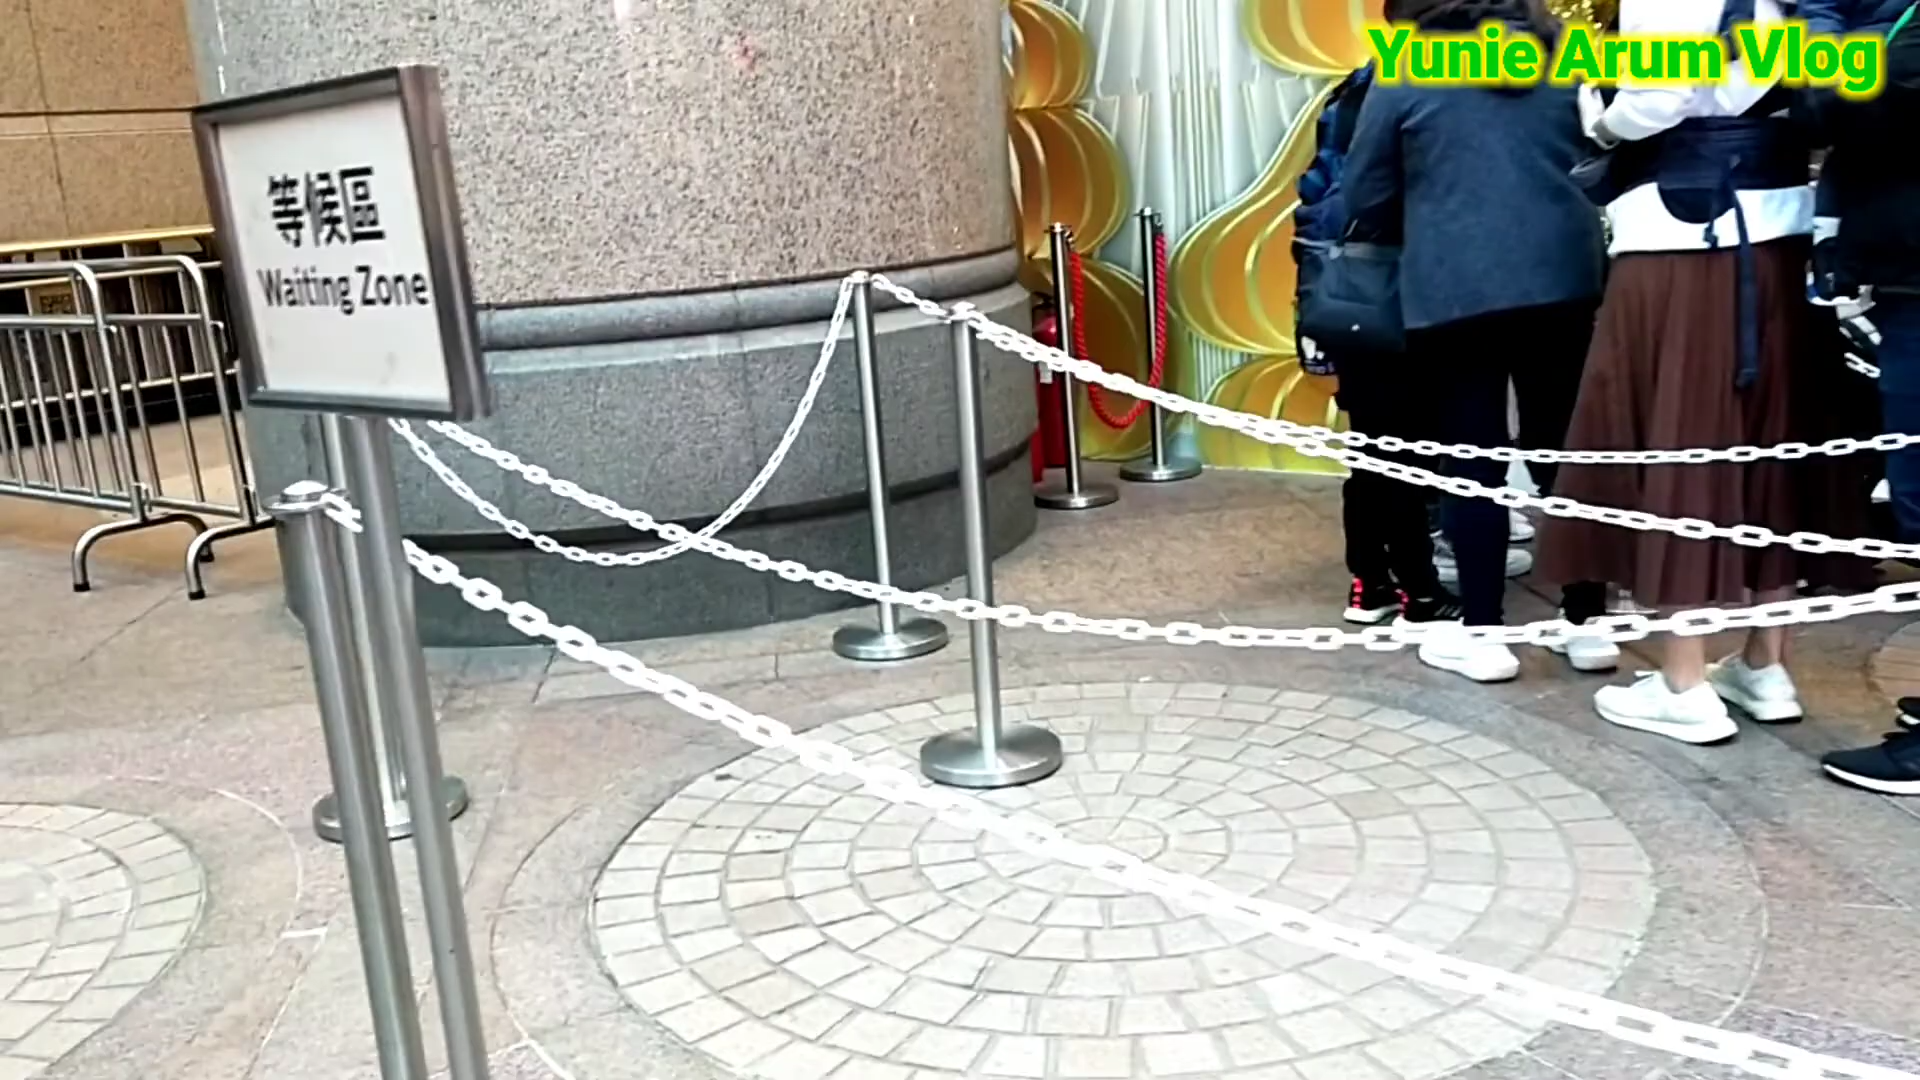 Yunie Arum Vlog
等候區
Waiting Zone